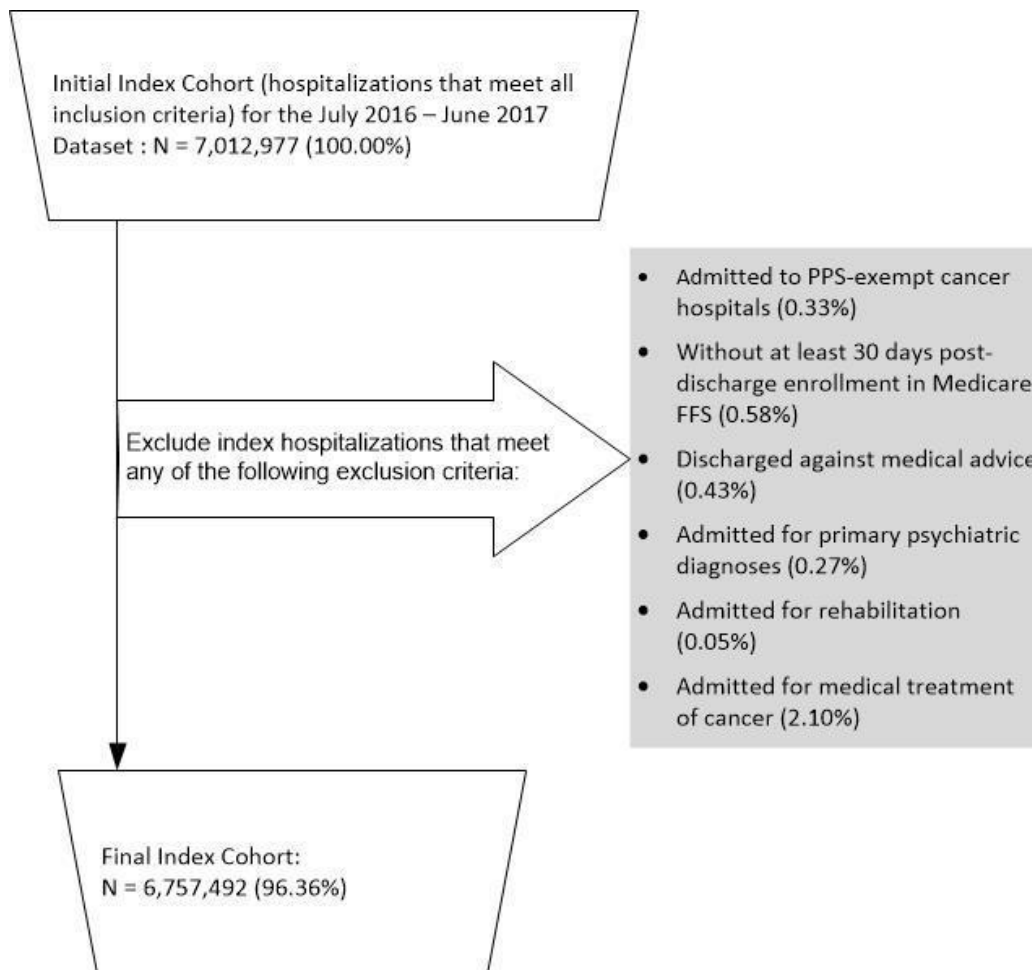 Initial Index Cohort (hospitalizations that meet all
inclusion criteria) for the July 2016 – June 2017
Dataset : N = 7,012,977 (100.00%)
Exclude index hospitalizations that meet
any of the following exclusion criteria:
• Admitted to PPS-exempt cancer
hospitals (0.33%)
• Without at least 30 days post-
discharge enrollment in Medicare
FFS (0.58%)
• Discharged against medical advice
(0.43%)
• Admitted for primary psychiatric
diagnoses (0.27%)
• Admitted for rehabilitation
(0.05%)
• Admitted for medical treatment
of cancer (2.10%)
Final Index Cohort:
N = 6,757,492 (96.36%)